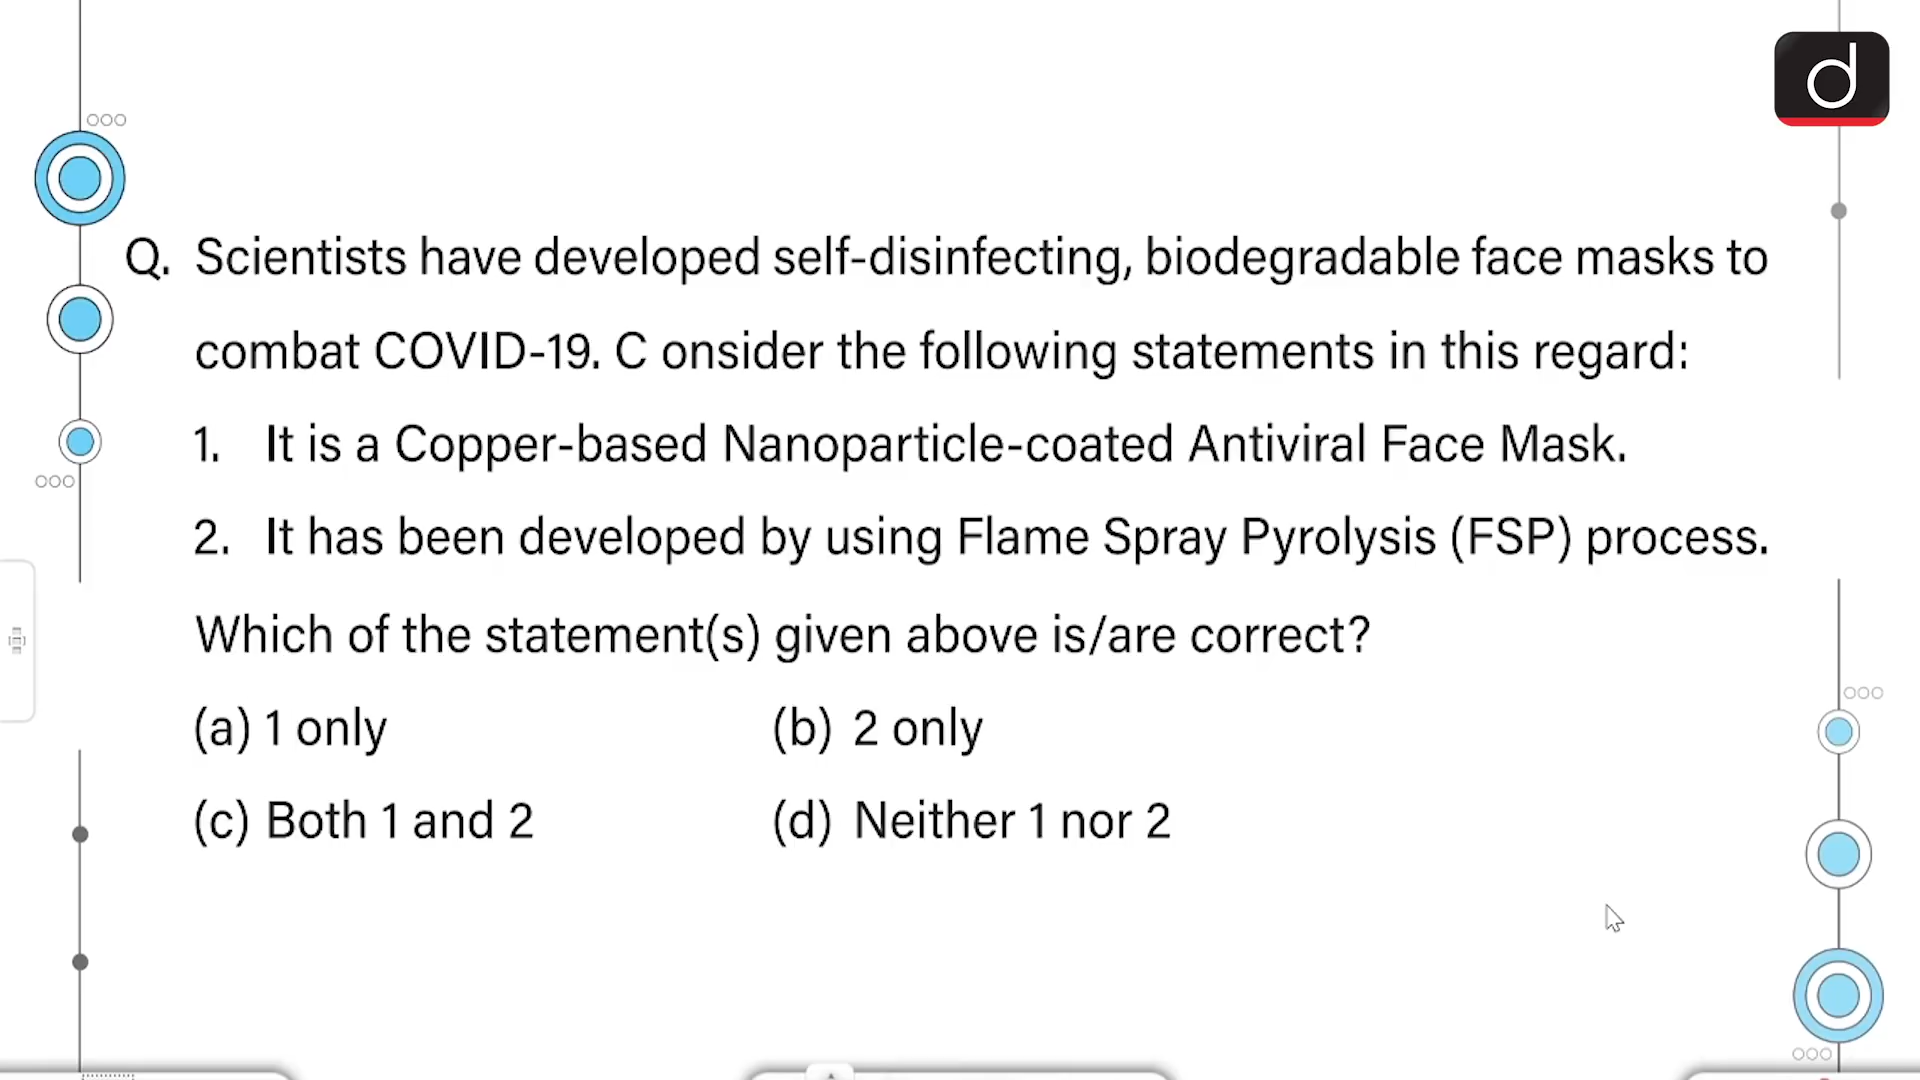 d
Q. Scientists have developed self-disinfecting, biodegradable face masks to
combat COVID-19. C onsider the following statements in this regard:
1. It is a Copper-based Nanoparticle-coated Antiviral Face Mask.
2. It has been developed by using Flame Spray Pyrolysis (FSP) process.
Which of the statement(s) given above is/are correct?
(a) 1 only (b) 2 only
(c) Both 1 and 2 (d) Neither 1 nor 2